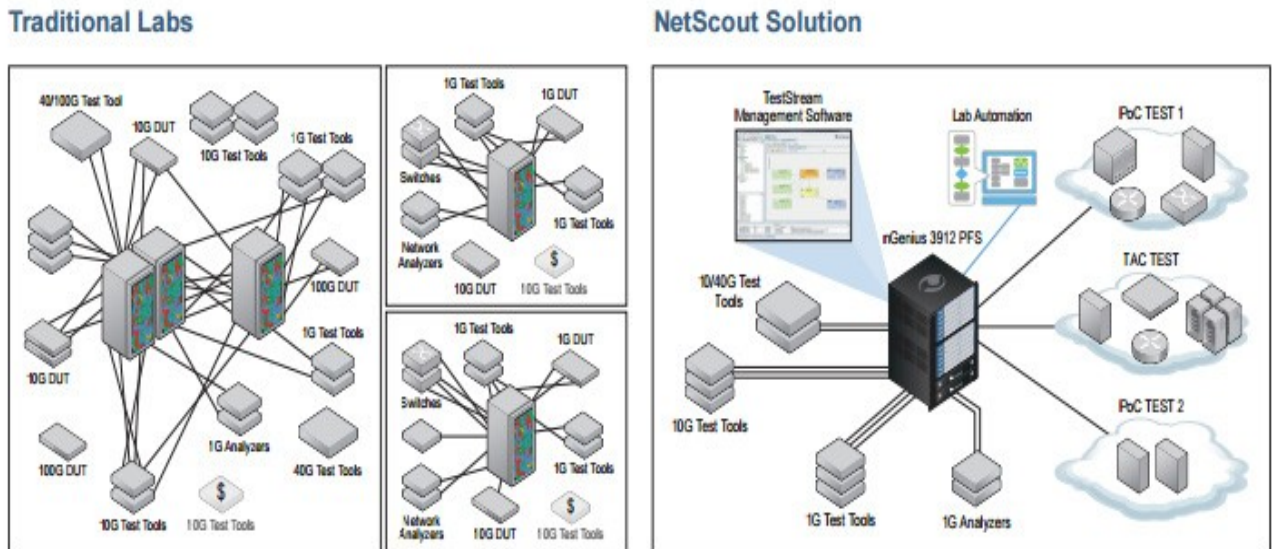 Traditional Labs
40/100G Test Tool
10G DUT
10G Test Tools
1G Test Tools
100G DUT
1G Test Tools
10G DUT
1G Analyzers
100G DUT
40G Test Tools
10G Test Tools
$
10G Test Tools
1G Test Tools
1G DUT
Switches
1G Test Tools
Network
Analyzers
10G DUT
$
10G Test Tools
1G Test Tools
1G DUT
Switches
1G Test Tools
Network
Analyzers
10G DUT
$
10G Test Tools
NetScout Solution
TestStream
Management Software
Lab Automation
PoC TEST 1
nGenius 3912 PFS
10/40G Test
Tools
TAC TEST
10G Test Tools
PoC TEST 2
1G Test Tools
1G Analyzers